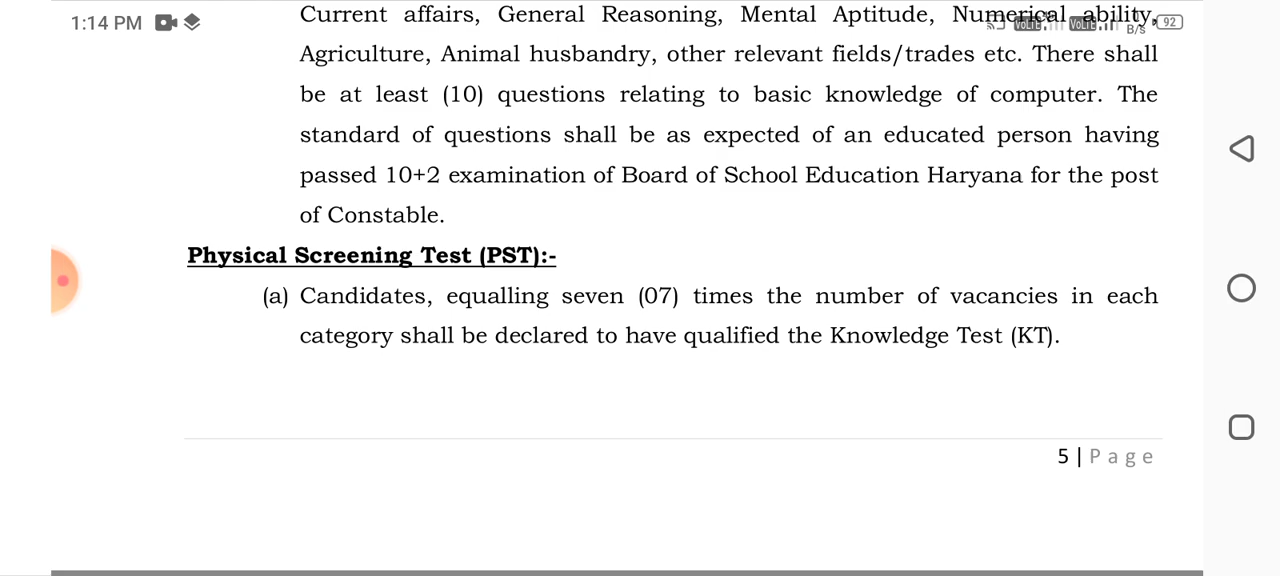 1:14 PM
92
B/s
Current affairs, General Reasoning, Mental Aptitude, Numerical ability,
Agriculture, Animal husbandry, other relevant fields/trades etc. There shall
be at least (10) questions relating to basic knowledge of computer. The
standard of questions shall be as expected of an educated person having
passed 10+2 examination of Board of School Education Haryana for the post
of Constable.
Physical Screening Test (PST):-
(a) Candidates, equalling seven (07) times the number of vacancies in each
category shall be declared to have qualified the Knowledge Test (KT).
5 | Page